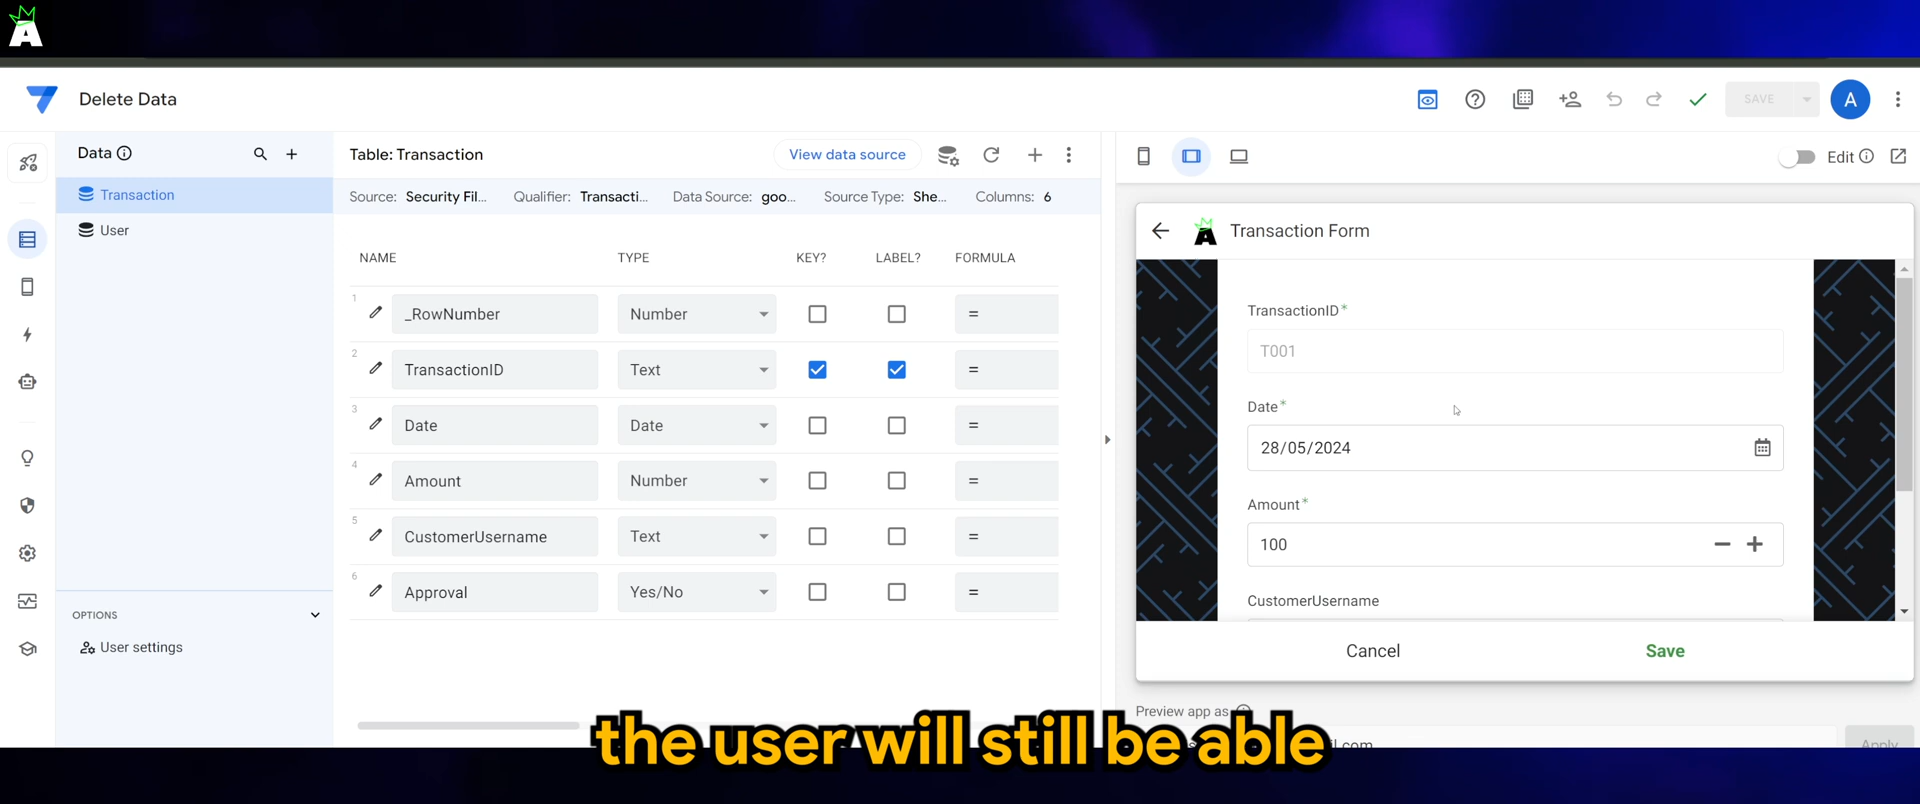 Delete Data
SAVE
A
Data
Transaction
User
OPTIONS
User settings
Table: Transaction
View data source
Source: Security Fil... Qualifier: Transacti... Data Source: goo... Source Type: She... Columns: 6
NAME TYPE KEY? LABEL? FORMULA
1 _RowNumber Number =
2 TransactionID Text =
3 Date Date =
4 Amount Number =
5 CustomerUsername Text =
6 Approval Yes/No =
Edit
Transaction Form
TransactionID*
T001
Date*
28/05/2024
Amount*
100
CustomerUsername
Cancel Save
Preview app as
Apply
the user will still be able